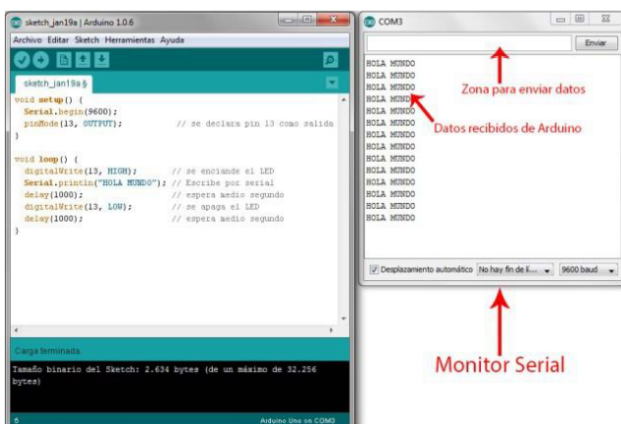 sketch_jan19a | Arduino 1.0.6
Archivo Editar Sketch Herramientas Ayuda
sketch_jan19a §
void setup() {
Serial.begin(9600);
pinMode(13, OUTPUT); // se declara pin 13 como salida
}
void loop() {
digitalWrite(13, HIGH); // se enciande el LED
Serial.println("HOLA MUNDO"); // Escribe por serial
delay(1000); // espera medio segundo
digitalWrite(13, LOW); // se apaga el LED
delay(1000); // espera medio segundo
}
Carga terminada.
Tamaño binario del Sketch: 2.634 bytes (de un máximo de 32.256
bytes)
6
Arduino Uno on COM3
COM3
Enviar
HOLA MUNDO
HOLA MUNDO
HOLA MUNDO
HOLA MUNDO
HOLA MUNDO
HOLA MUNDO
HOLA MUNDO
HOLA MUNDO
HOLA MUNDO
HOLA MUNDO
HOLA MUNDO
HOLA MUNDO
HOLA MUNDO
HOLA MUNDO
Zona para enviar datos
Datos recibidos de Arduino
Desplazamiento automático No hay fin de l... 9600 baud
Monitor Serial